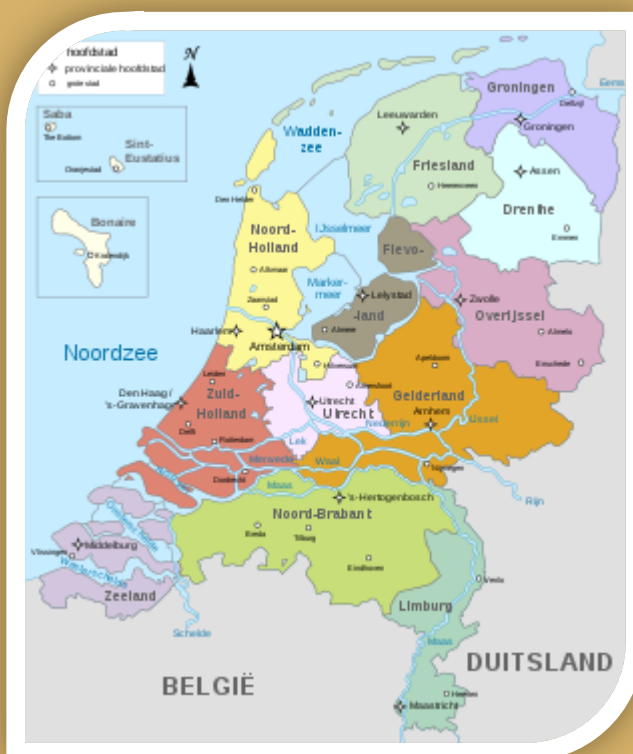 hoofdstad
provinciale hoofdstad
grote stad
N
Saba
The Bottom
Sint-
Eustatius
Oranjestad
Bonaire
Kralendijk
Wadden-
zee
Groningen
Delfzijl
Eems
Leeuwarden
Groningen
Friesland
Assen
Heerenveen
Den Helder
Drenthe
Noord-
Holland
IJsselmeer
Flevo-
Emmen
Alkmaar
Marker-
meer
Lelystad
Zwolle
Zaanstad
-land
Overijssel
Haarlem
Almere
Almelo
Amsterdam
Noordzee
Hilversum
Apeldoorn
Enschede
Leiden
Amersfoort
Den Haag /
's-Gravenhage
Zuid-
Holland
Utrecht
Utrecht
Gelderland
Arnhem
IJssel
Delft
Nederrijn
Rotterdam
Lek
Merwede
Waal
Nijmegen
Dordrecht
Maas
's-Hertogenbosch
Rijn
Noord-Brabant
Breda
Tilburg
Middelburg
Vlissingen
Westerschelde
Eindhoven
Venlo
Zeeland
Limburg
Schelde
Maas
DUITSLAND
BELGIË
Heerlen
Maastricht